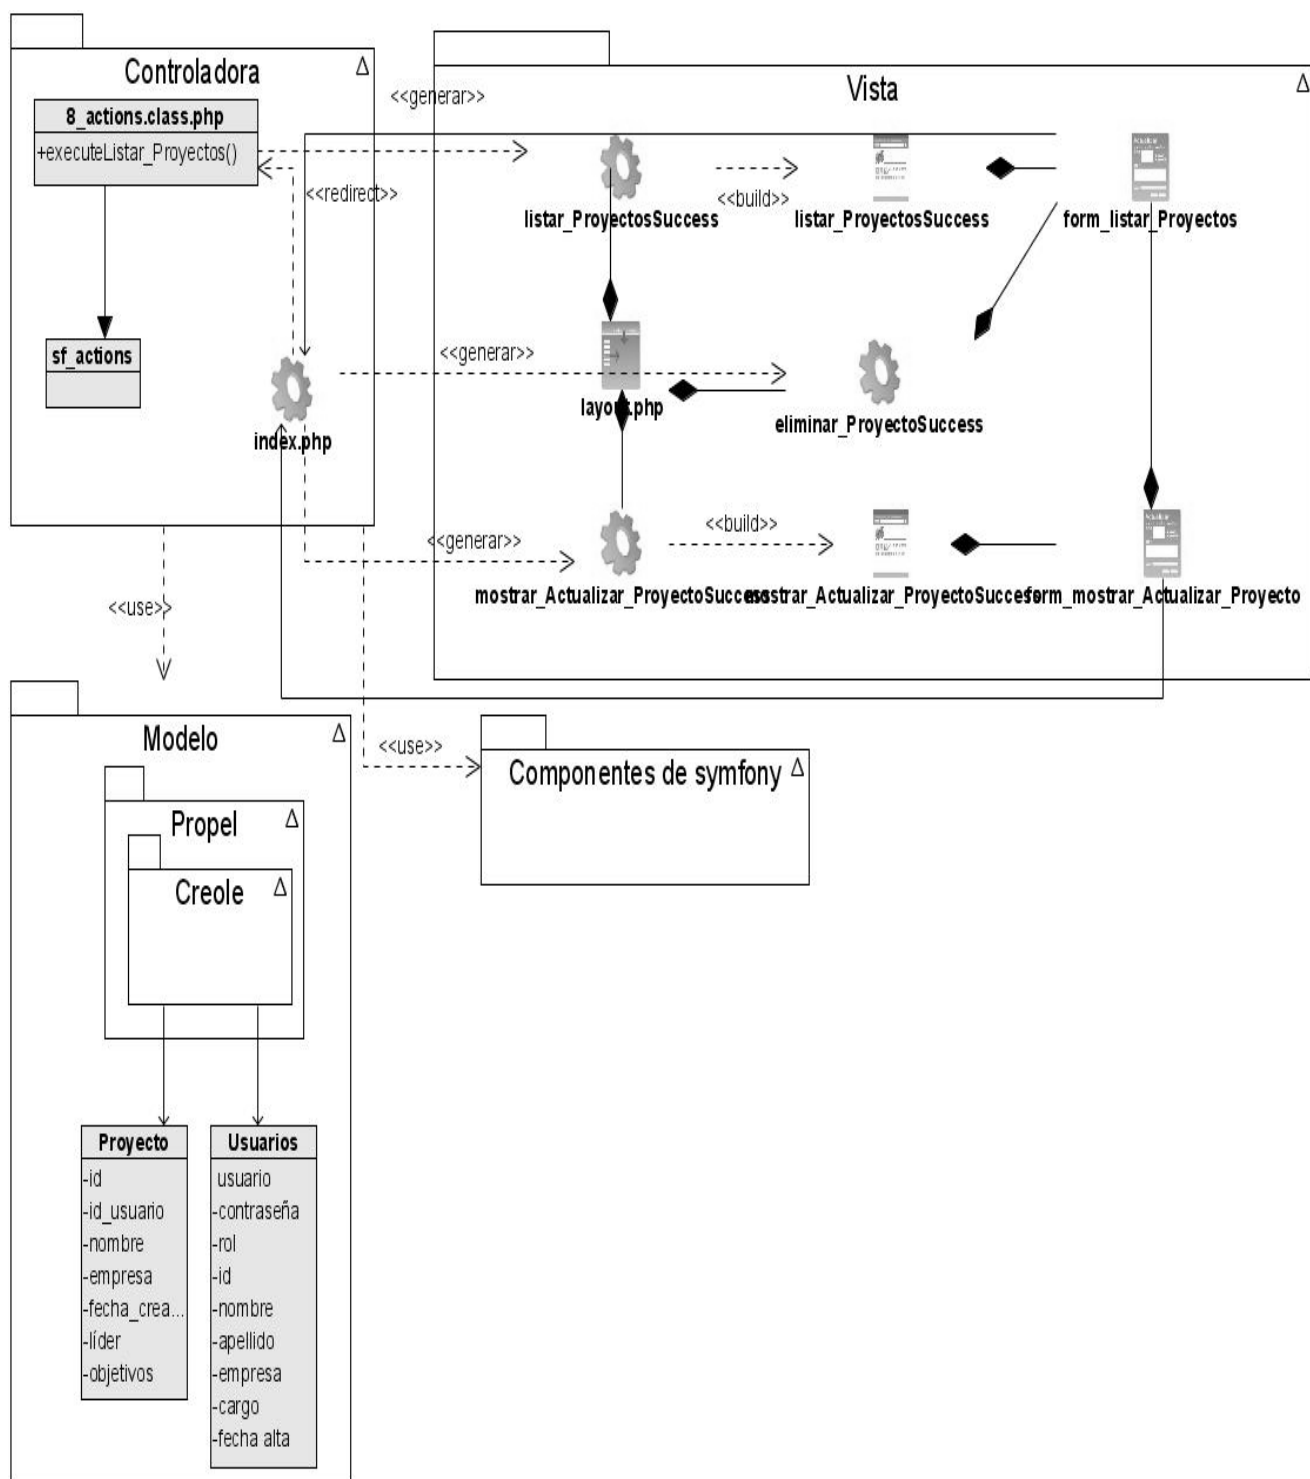 Controladora
8_actions.class.php
+executeListar_Proyectos()
<<redirect>>
sf_actions
index.php
<<generar>>
Vista
listar_ProyectosSuccess
<<build>>
listar_ProyectosSuccess
form_listar_Proyectos
<<generar>>
layout.php
eliminar_ProyectoSuccess
<<generar>>
<<build>>
mostrar_Actualizar_ProyectoSuccess
mostrar_Actualizar_ProyectoSuccess
form_mostrar_Actualizar_Proyecto
<<use>>
<<use>>
Modelo
Propel
Creole
Componentes de symfony
Proyecto
-id
-id_usuario
-nombre
-empresa
-fecha_crea...
-líder
-objetivos
Usuarios
usuario
-contraseña
-rol
-id
-nombre
-apellido
-empresa
-cargo
-fecha alta